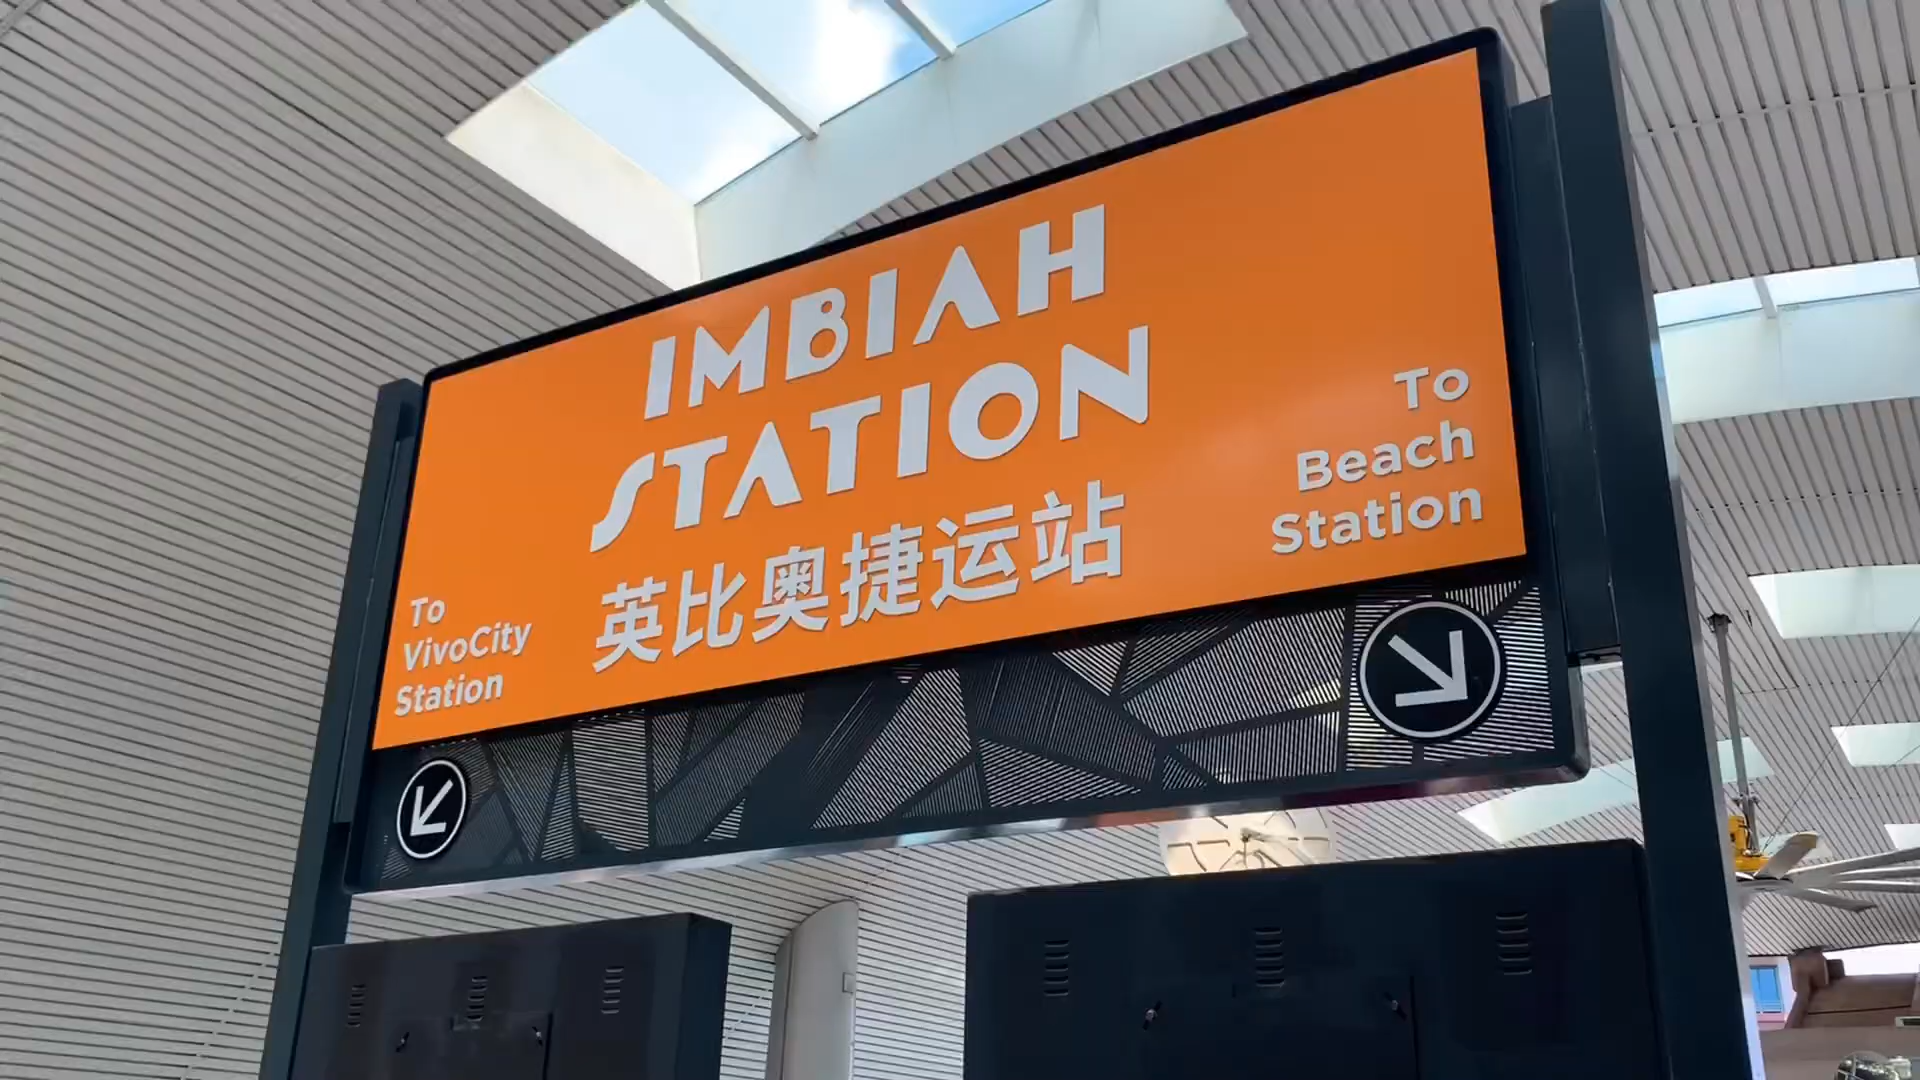 IMBIAH
STATION
英比奥捷运站
To
VivoCity
Station
To
Beach
Station